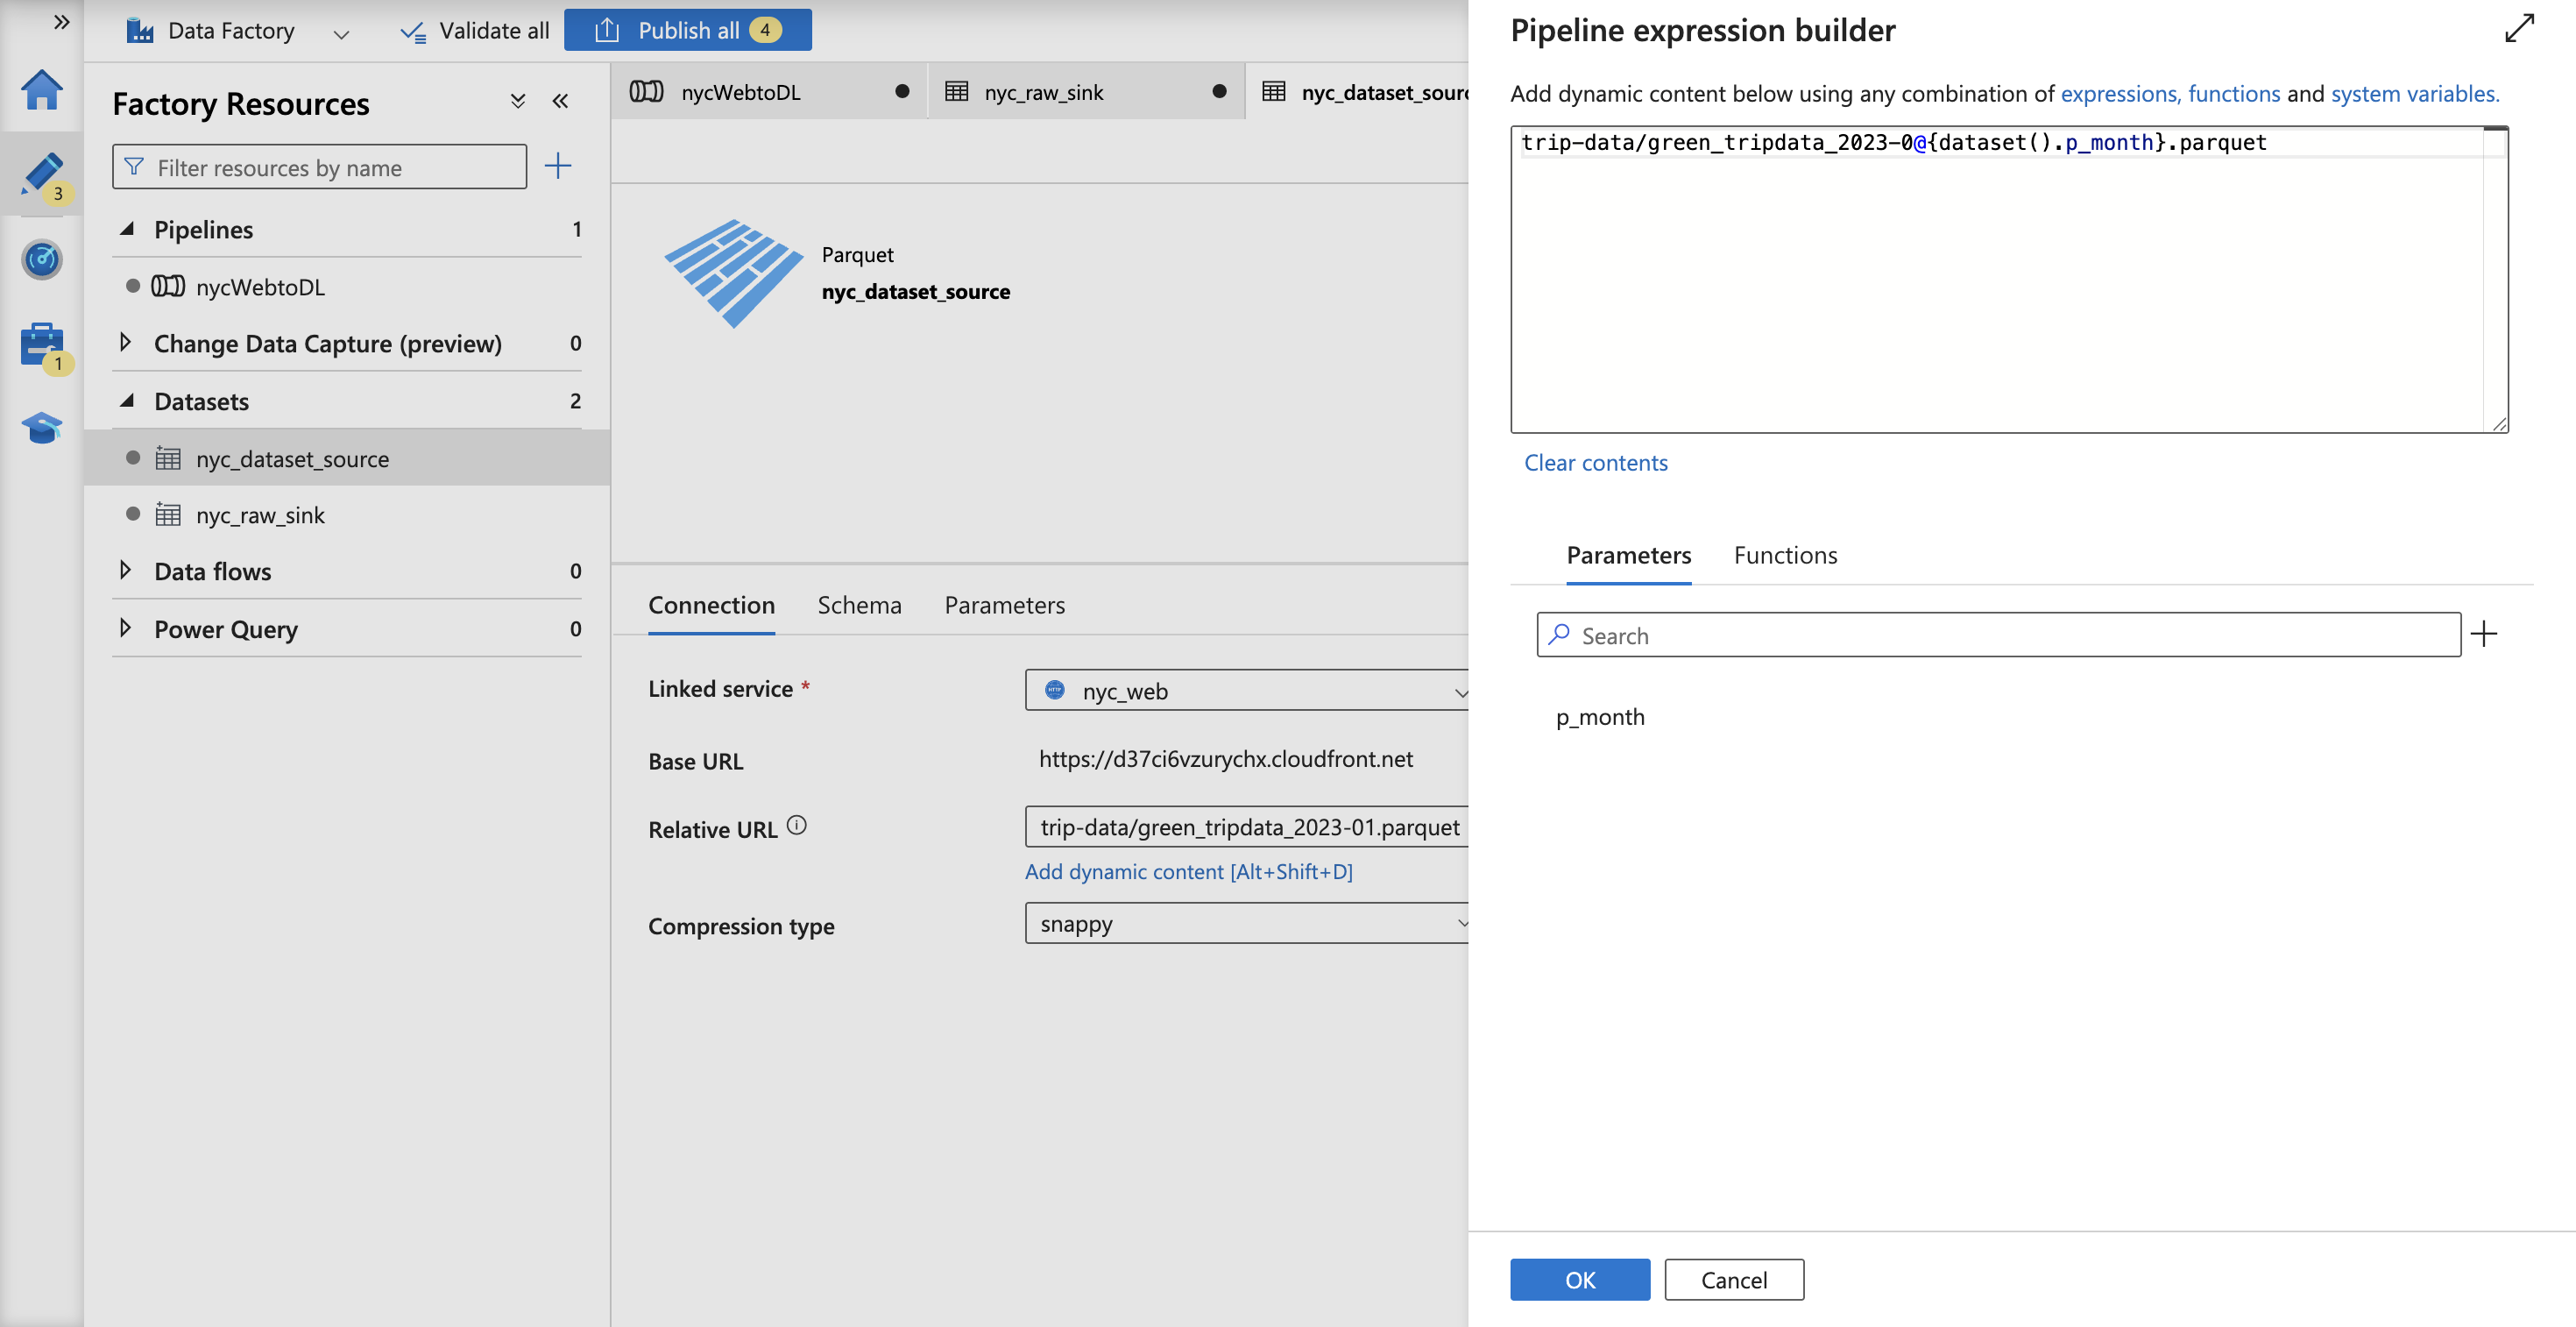 Data Factory
Validate all
Publish all 4
3
1
Factory Resources
Filter resources by name
Pipelines 1
nycWebtoDL
Change Data Capture (preview) 0
Datasets 2
nyc_dataset_source
nyc_raw_sink
Data flows 0
Power Query 0
nycWebtoDL
nyc_raw_sink
nyc_dataset_sourc
Parquet
nyc_dataset_source
Connection Schema Parameters
Linked service *
HTTP nyc_web
Base URL https://d37ci6vzurychx.cloudfront.net
Relative URL trip-data/green_tripdata_2023-01.parquet
Add dynamic content [Alt+Shift+D]
Compression type snappy
Pipeline expression builder
Add dynamic content below using any combination of expressions, functions and system variables.
trip-data/green_tripdata_2023-0@{dataset().p_month}.parquet
Clear contents
Parameters Functions
Search
p_month
OK Cancel